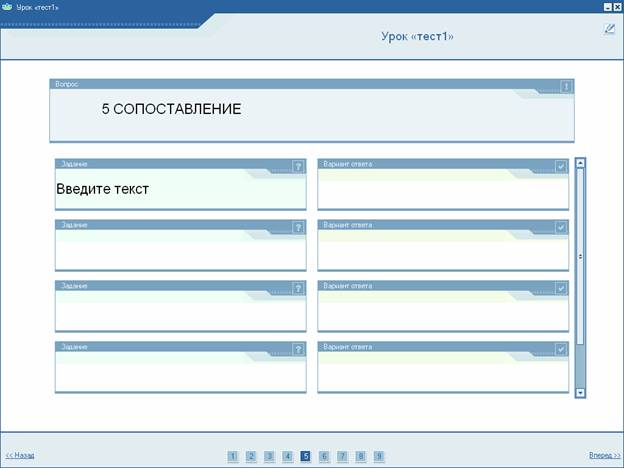 Урок «тест1»
Урок «тест1»
Вопрос
5 СОПОСТАВЛЕНИЕ
Задание ?
Вариант ответа
Введите текст
Задание ?
Вариант ответа
Задание ?
Вариант ответа
Задание ?
Вариант ответа
<< Назад
1 2 3 4 5 6 7 8 9
Вперед >>